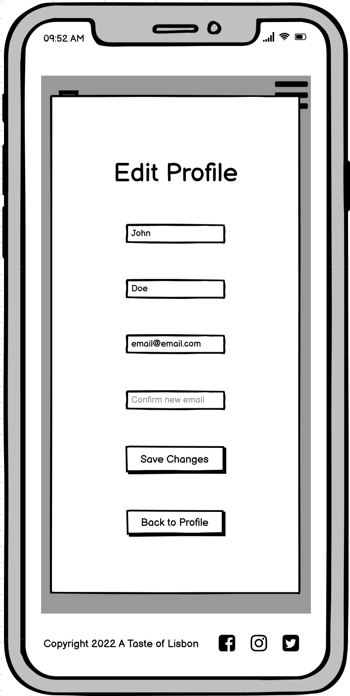 09:52 AM
Edit Profile
John
Doe
email@email.com
Confirm new email
Save Changes
Back to Profile
Copyright 2022 A Taste of Lisbon